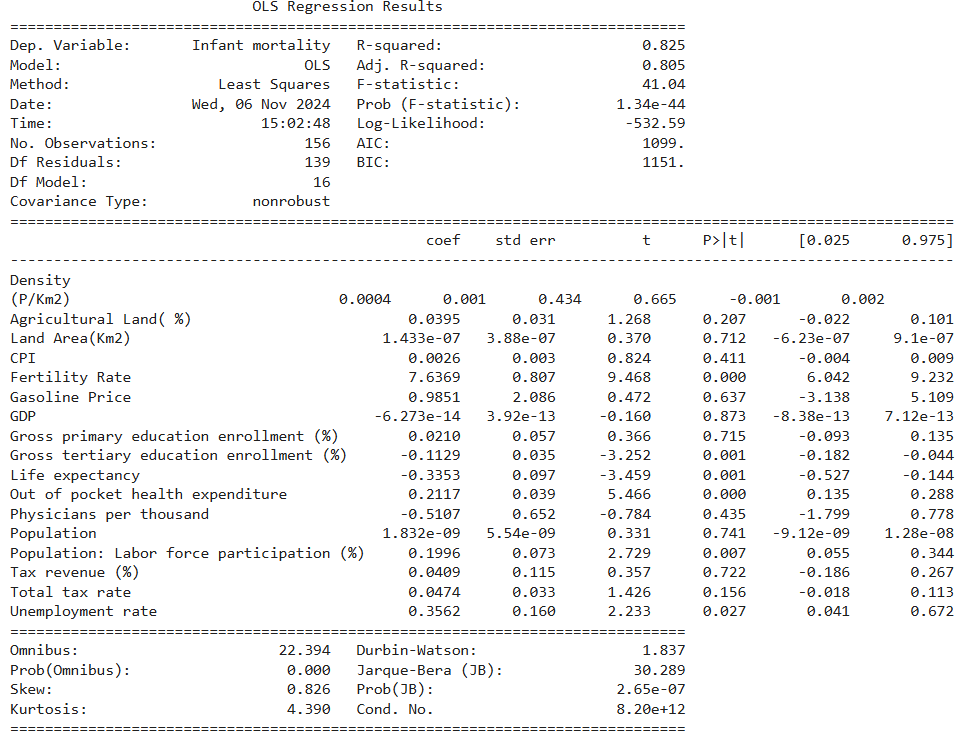 OLS Regression Results
==============================================================================
Dep. Variable:       Infant mortality   R-squared:                       0.825
Model:                            OLS   Adj. R-squared:                  0.805
Method:                 Least Squares   F-statistic:                     41.04
Date:                Wed, 06 Nov 2024   Prob (F-statistic):           1.34e-44
Time:                        15:02:48   Log-Likelihood:                -532.59
No. Observations:                 156   AIC:                             1099.
Df Residuals:                     139   BIC:                             1151.
Df Model:                          16
Covariance Type:            nonrobust
=============================================================================================================
                                                coef    std err          t      P>|t|      [0.025      0.975]
-------------------------------------------------------------------------------------------------------------
Density
(P/Km2)                               0.0004      0.001      0.434      0.665      -0.001       0.002
Agricultural Land( %)                         0.0395      0.031      1.268      0.207      -0.022       0.101
Land Area(Km2)                             1.433e-07   3.88e-07      0.370      0.712   -6.23e-07     9.1e-07
CPI                                           0.0026      0.003      0.824      0.411      -0.004       0.009
Fertility Rate                                7.6369      0.807      9.468      0.000       6.042       9.232
Gasoline Price                                0.9851      2.086      0.472      0.637      -3.138       5.109
GDP                                       -6.273e-14   3.92e-13     -0.160      0.873   -8.38e-13    7.12e-13
Gross primary education enrollment (%)        0.0210      0.057      0.366      0.715      -0.093       0.135
Gross tertiary education enrollment (%)      -0.1129      0.035     -3.252      0.001      -0.182      -0.044
Life expectancy                              -0.3353      0.097     -3.459      0.001      -0.527      -0.144
Out of pocket health expenditure              0.2117      0.039      5.466      0.000       0.135       0.288
Physicians per thousand                      -0.5107      0.652     -0.784      0.435      -1.799       0.778
Population                                 1.832e-09   5.54e-09      0.331      0.741   -9.12e-09    1.28e-08
Population: Labor force participation (%)     0.1996      0.073      2.729      0.007       0.055       0.344
Tax revenue (%)                               0.0409      0.115      0.357      0.722      -0.186       0.267
Total tax rate                                0.0474      0.033      1.426      0.156      -0.018       0.113
Unemployment rate                             0.3562      0.160      2.233      0.027       0.041       0.672
==============================================================================
Omnibus:                       22.394   Durbin-Watson:                   1.837
Prob(Omnibus):                  0.000   Jarque-Bera (JB):               30.289
Skew:                           0.826   Prob(JB):                     2.65e-07
Kurtosis:                       4.390   Cond. No.                     8.20e+12
==============================================================================